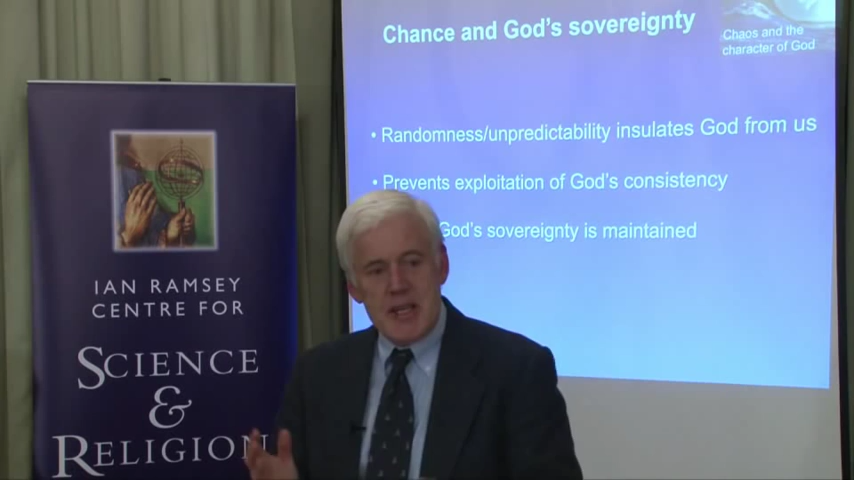 Chance and God's sovereignty
Chaos and the
character of God
• Randomness/unpredictability insulates God from us
• Prevents exploitation of God's consistency
God's sovereignty is maintained
IAN RAMSEY
CENTRE FOR
SCIENCE
&
RELIGION